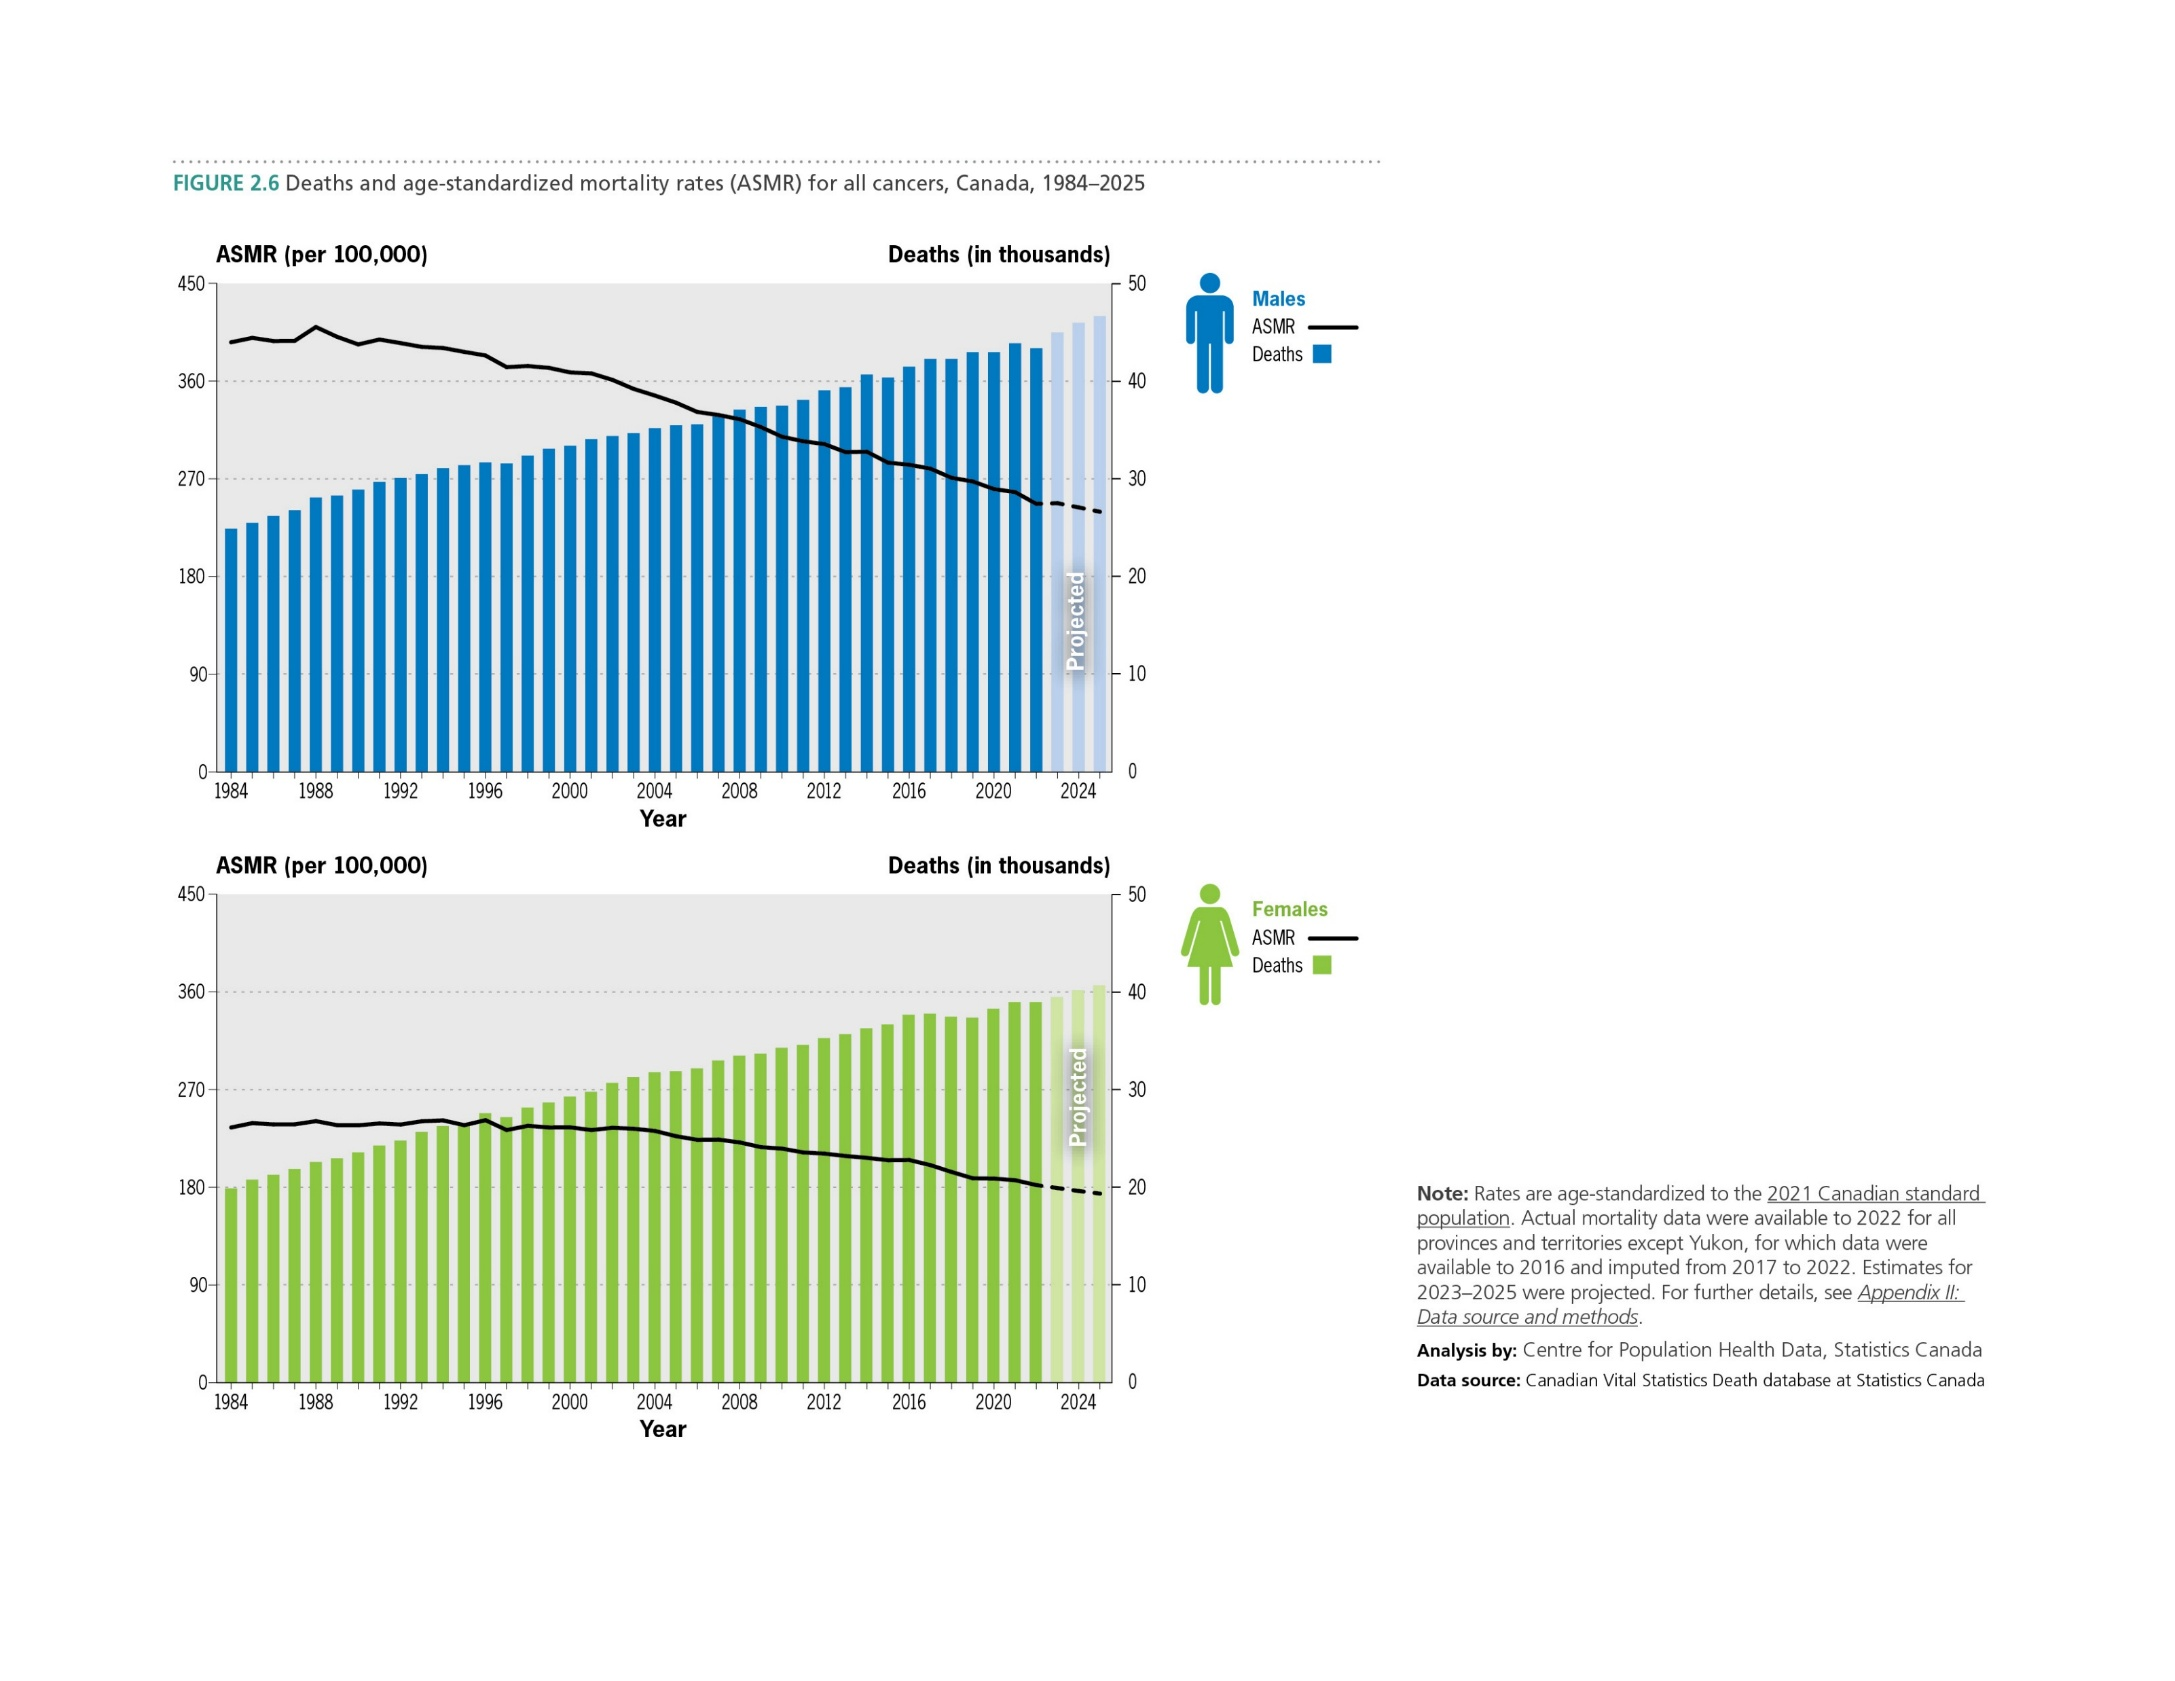 FIGURE 2.6 Deaths and age-standardized mortality rates (ASMR) for all cancers, Canada, 1984–2025
ASMR (per 100,000)
Deaths (in thousands)
450
360
270
180
90
0
50
40
30
20
10
0
Projected
1984 1988 1992 1996 2000 2004 2008 2012 2016 2020 2024
Year
Males
ASMR
Deaths
ASMR (per 100,000)
Deaths (in thousands)
450
360
270
180
90
0
50
40
30
20
10
0
Projected
1984 1988 1992 1996 2000 2004 2008 2012 2016 2020 2024
Year
Females
ASMR
Deaths
Note: Rates are age-standardized to the 2021 Canadian standard
population. Actual mortality data were available to 2022 for all
provinces and territories except Yukon, for which data were
available to 2016 and imputed from 2017 to 2022. Estimates for
2023–2025 were projected. For further details, see Appendix II:
Data source and methods.
Analysis by: Centre for Population Health Data, Statistics Canada
Data source: Canadian Vital Statistics Death database at Statistics Canada